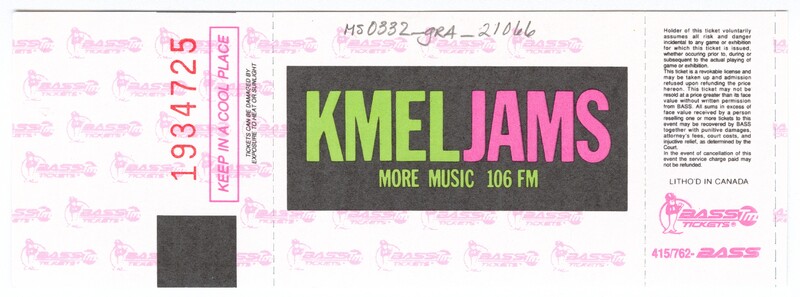 MS0332_GRA_21066
1934725
KEEP IN A COOL PLACE
TICKETS CAN BE DAMAGED BY
EXPOSURE TO HEAT OR SUNLIGHT
KMELJAMS
MORE MUSIC 106 FM
Holder of this ticket voluntarily
assumes all risk and danger
incidental to any game or exhibition
for which this ticket is issued,
whether occuring prior to, during or
subsequent to the actual playing of
game or exhibition.
This ticket is a revokable license and
may be taken up and admission
refused upon refunding the price
hereon. This ticket may not be
resold at a price greater than its face
value without written permission
from BASS. All sums in excess of
face value received by a person
reselling one or more tickets to this
event may be recovered by BASS
together with punitive damages,
attorney's fees, court costs, and
injuctive relief, as determined by the
Court.
In the event of cancellation of this
event the service charge paid may
not be refunded.
LITHO'D IN CANADA
BASS Tm
TICKETS
415/762-BASS